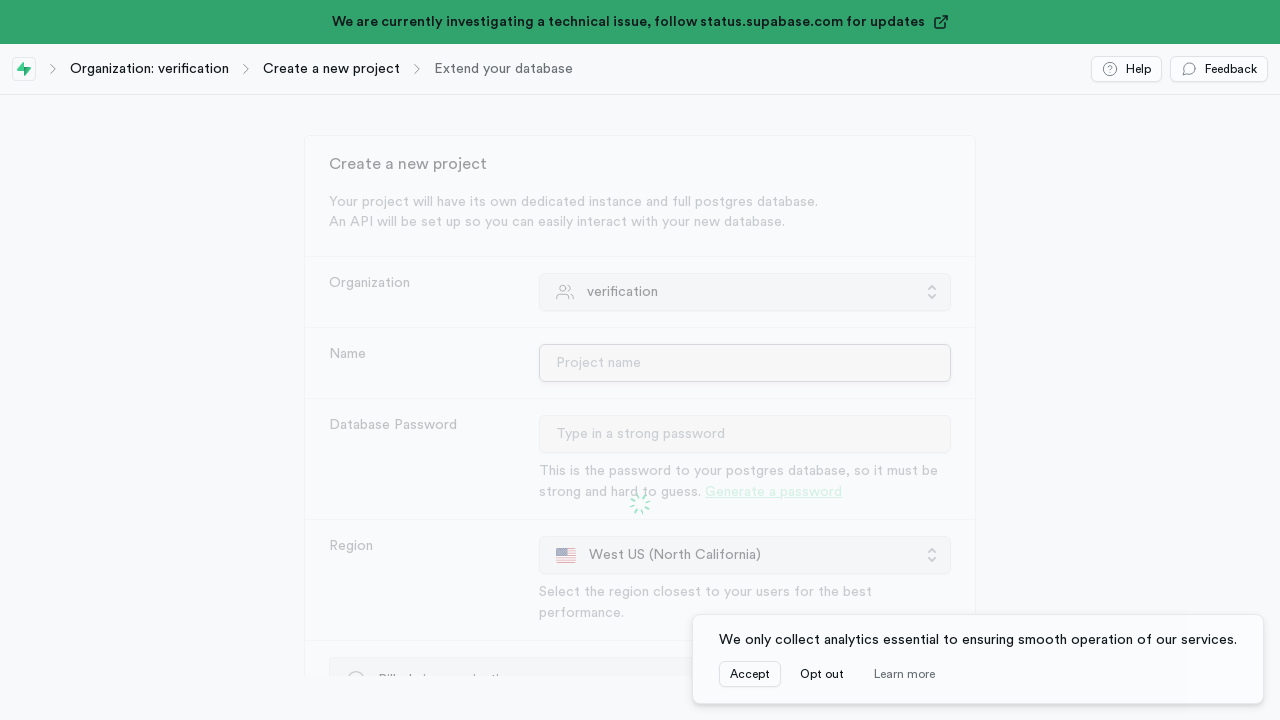 We are currently investigating a technical issue, follow status.supabase.com for updates
Organization: verification
Create a new project
Extend your database
Help
Feedback
Create a new project
Your project will have its own dedicated instance and full postgres database.
An API will be set up so you can easily interact with your new database.
Organization
verification
Name
Project name
Database Password
Type in a strong password
This is the password to your postgres database, so it must be
strong and hard to guess. Generate a password
Region
West US (North California)
Select the region closest to your users for the best
performance.
We only collect analytics essential to ensuring smooth operation of our services.
Accept
Opt out
Learn more